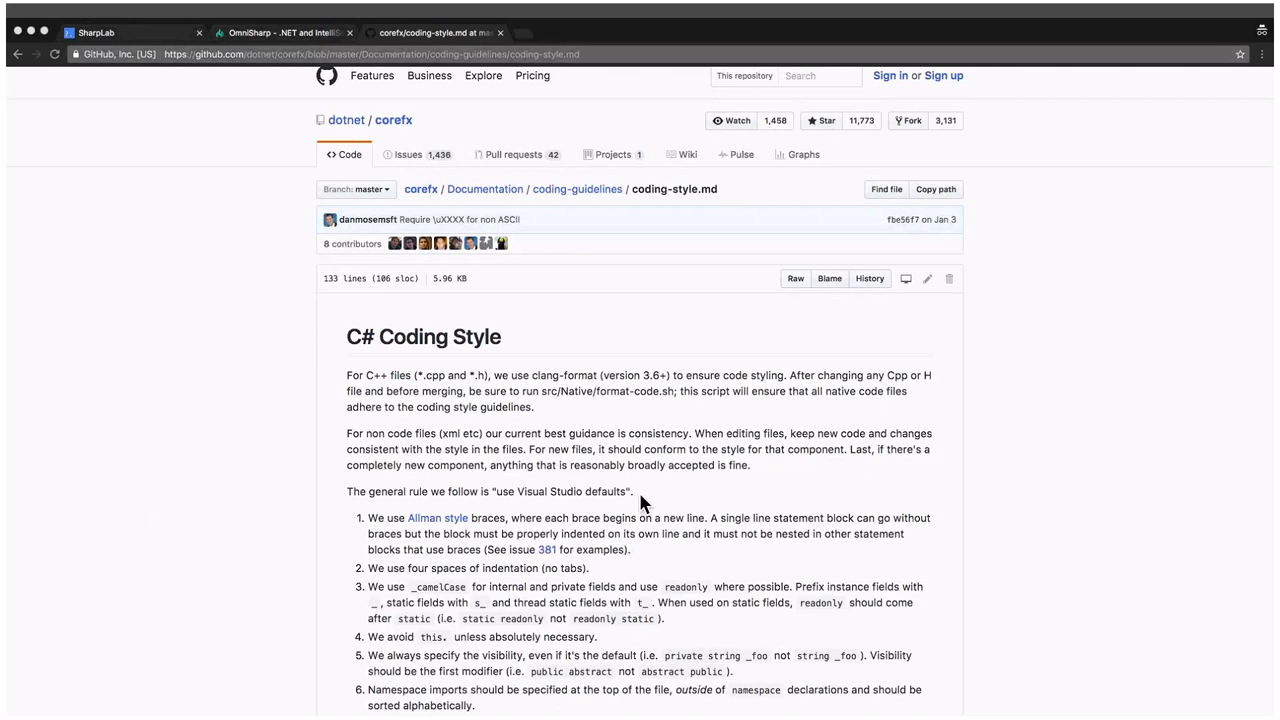 SharpLab
OmniSharp - .NET and IntelliS
corefx/coding-style.md at mas
GitHub, Inc. [US] https://github.com/dotnet/corefx/blob/master/Documentation/coding-guidelines/coding-style.md
Features Business Explore Pricing This repository Search Sign in or Sign up
dotnet / corefx Watch 1,458 Star 11,773 Fork 3,131
Code Issues 1,436 Pull requests 42 Projects 1 Wiki Pulse Graphs
Branch: master corefx / Documentation / coding-guidelines / coding-style.md Find file Copy path
danmosemsft Require \uXXXX for non ASCII fbe56f7 on Jan 3
8 contributors
133 lines (106 sloc) 5.96 KB Raw Blame History
C# Coding Style
For C++ files (*.cpp and *.h), we use clang-format (version 3.6+) to ensure code styling. After changing any Cpp or H
file and before merging, be sure to run src/Native/format-code.sh; this script will ensure that all native code files
adhere to the coding style guidelines.
For non code files (xml etc) our current best guidance is consistency. When editing files, keep new code and changes
consistent with the style in the files. For new files, it should conform to the style for that component. Last, if there's a
completely new component, anything that is reasonably broadly accepted is fine.
The general rule we follow is "use Visual Studio defaults".
1. We use Allman style braces, where each brace begins on a new line. A single line statement block can go without
braces but the block must be properly indented on its own line and it must not be nested in other statement
blocks that use braces (See issue 381 for examples).
2. We use four spaces of indentation (no tabs).
3. We use _camelCase for internal and private fields and use readonly where possible. Prefix instance fields with
_, static fields with s_ and thread static fields with t_. When used on static fields, readonly should come
after static (i.e. static readonly not readonly static).
4. We avoid this. unless absolutely necessary.
5. We always specify the visibility, even if it's the default (i.e. private string _foo not string _foo). Visibility
should be the first modifier (i.e. public abstract not abstract public).
6. Namespace imports should be specified at the top of the file, outside of namespace declarations and should be
sorted alphabetically.